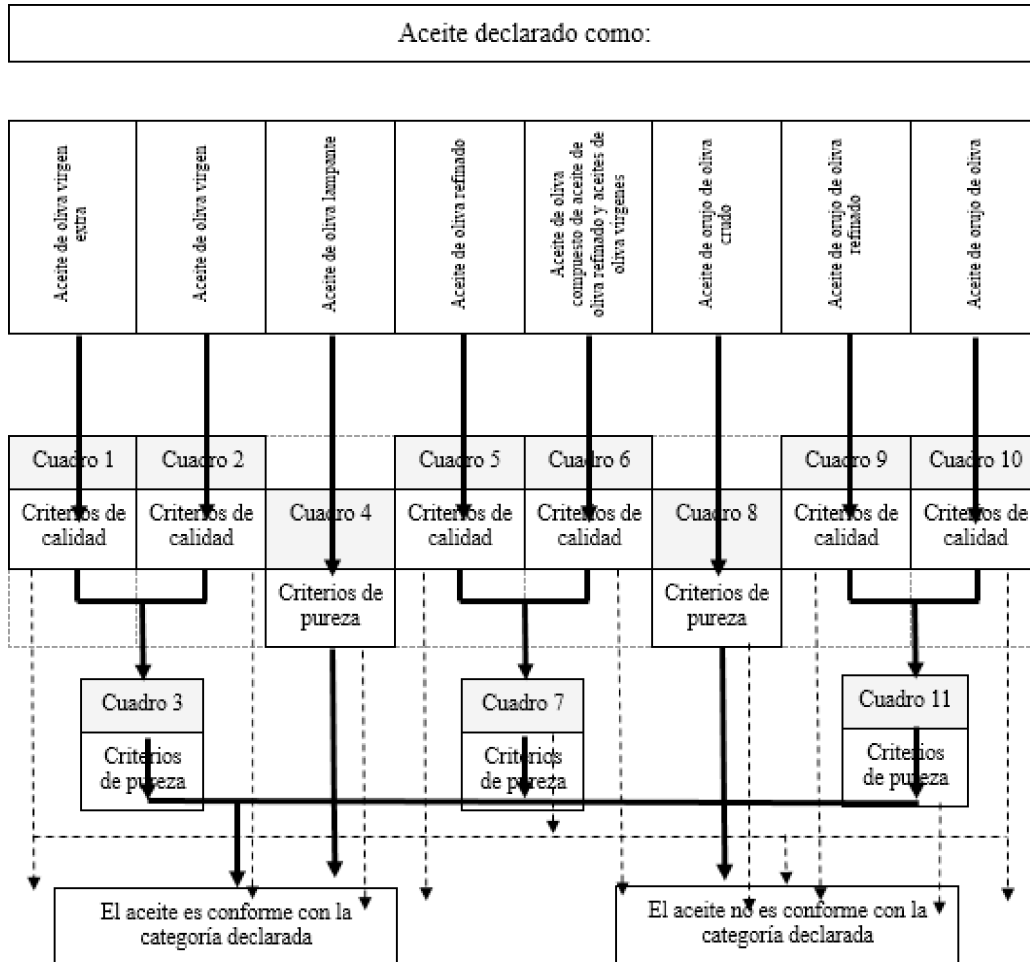 Aceite declarado como:
Aceite de oliva virgen
extra
Aceite de oliva virgen
Aceite de oliva lampante
Aceite de oliva refinado
Aceite de oliva
compuesto de aceite de
oliva refinado y aceites de
oliva vírgenes
Aceite de orujo de oliva
crudo
Aceite de orujo de oliva
refinado
Aceite de orujo de oliva
Cuadro 1
Cuadro 2
Cuadro 5
Cuadro 6
Cuadro 9
Cuadro 10
Criterios de
calidad
Criterios de
calidad
Cuadro 4
Criterios de
calidad
Criterios de
calidad
Cuadro 8
Criterios de
calidad
Criterios de
calidad
Criterios de
pureza
Criterios de
pureza
Cuadro 3
Cuadro 7
Cuadro 11
Criterios
de pureza
Criterios
de pureza
Criterios
de pureza
El aceite es conforme con la
categoría declarada
El aceite no es conforme con la
categoría declarada